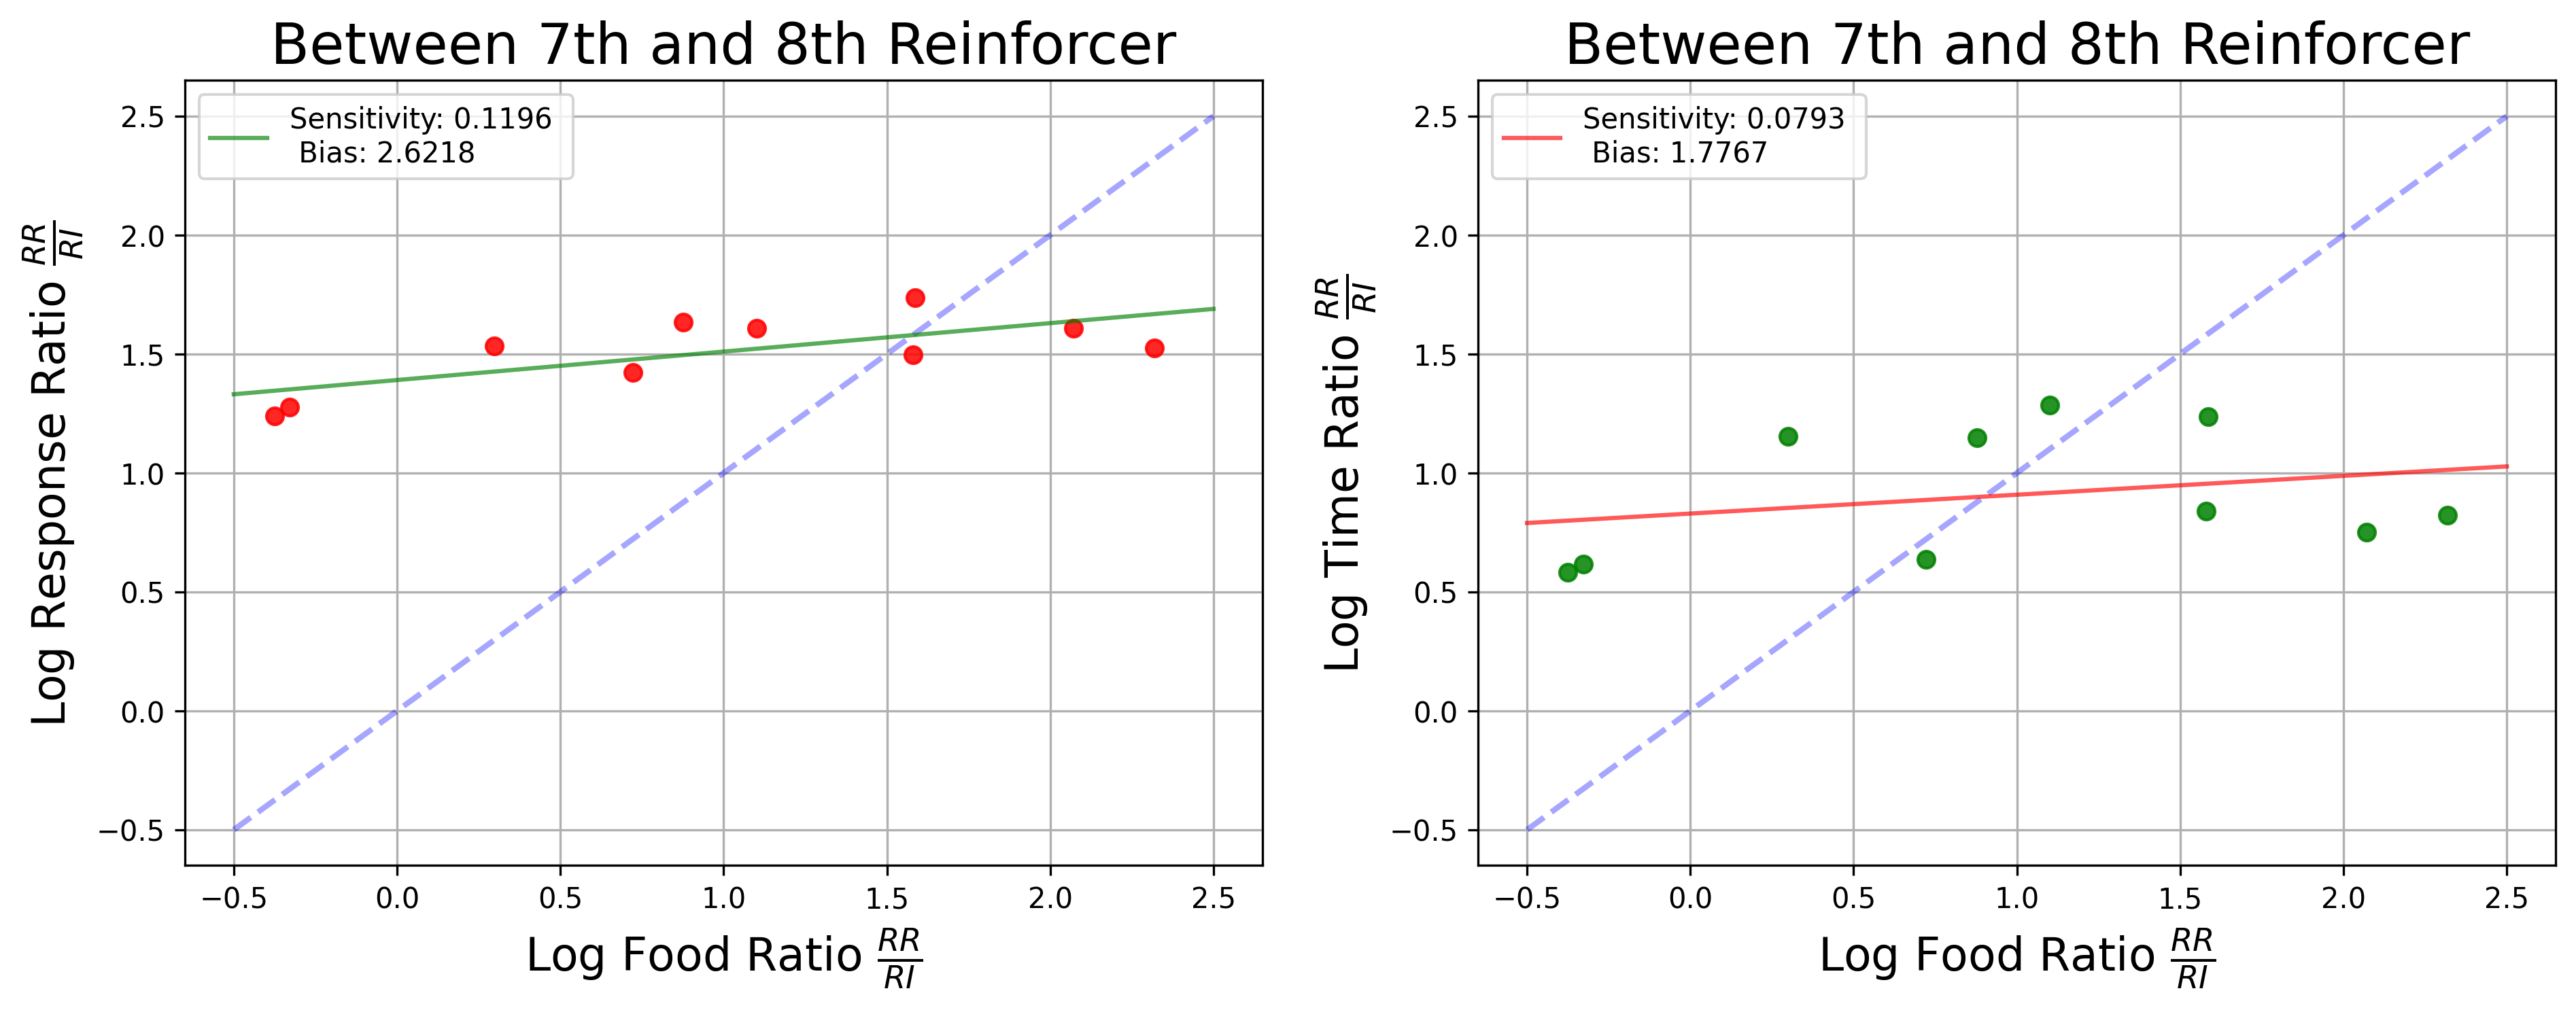 Between 7th and 8th Reinforcer
Sensitivity: 0.1196
Bias: 2.6218
Log Response Ratio RR/RI
2.5
2.0
1.5
1.0
0.5
0.0
−0.5
−0.5 0.0 0.5 1.0 1.5 2.0 2.5
Log Food Ratio RR/RI
Between 7th and 8th Reinforcer
Sensitivity: 0.0793
Bias: 1.7767
Log Time Ratio RR/RI
2.5
2.0
1.5
1.0
0.5
0.0
−0.5
−0.5 0.0 0.5 1.0 1.5 2.0 2.5
Log Food Ratio RR/RI